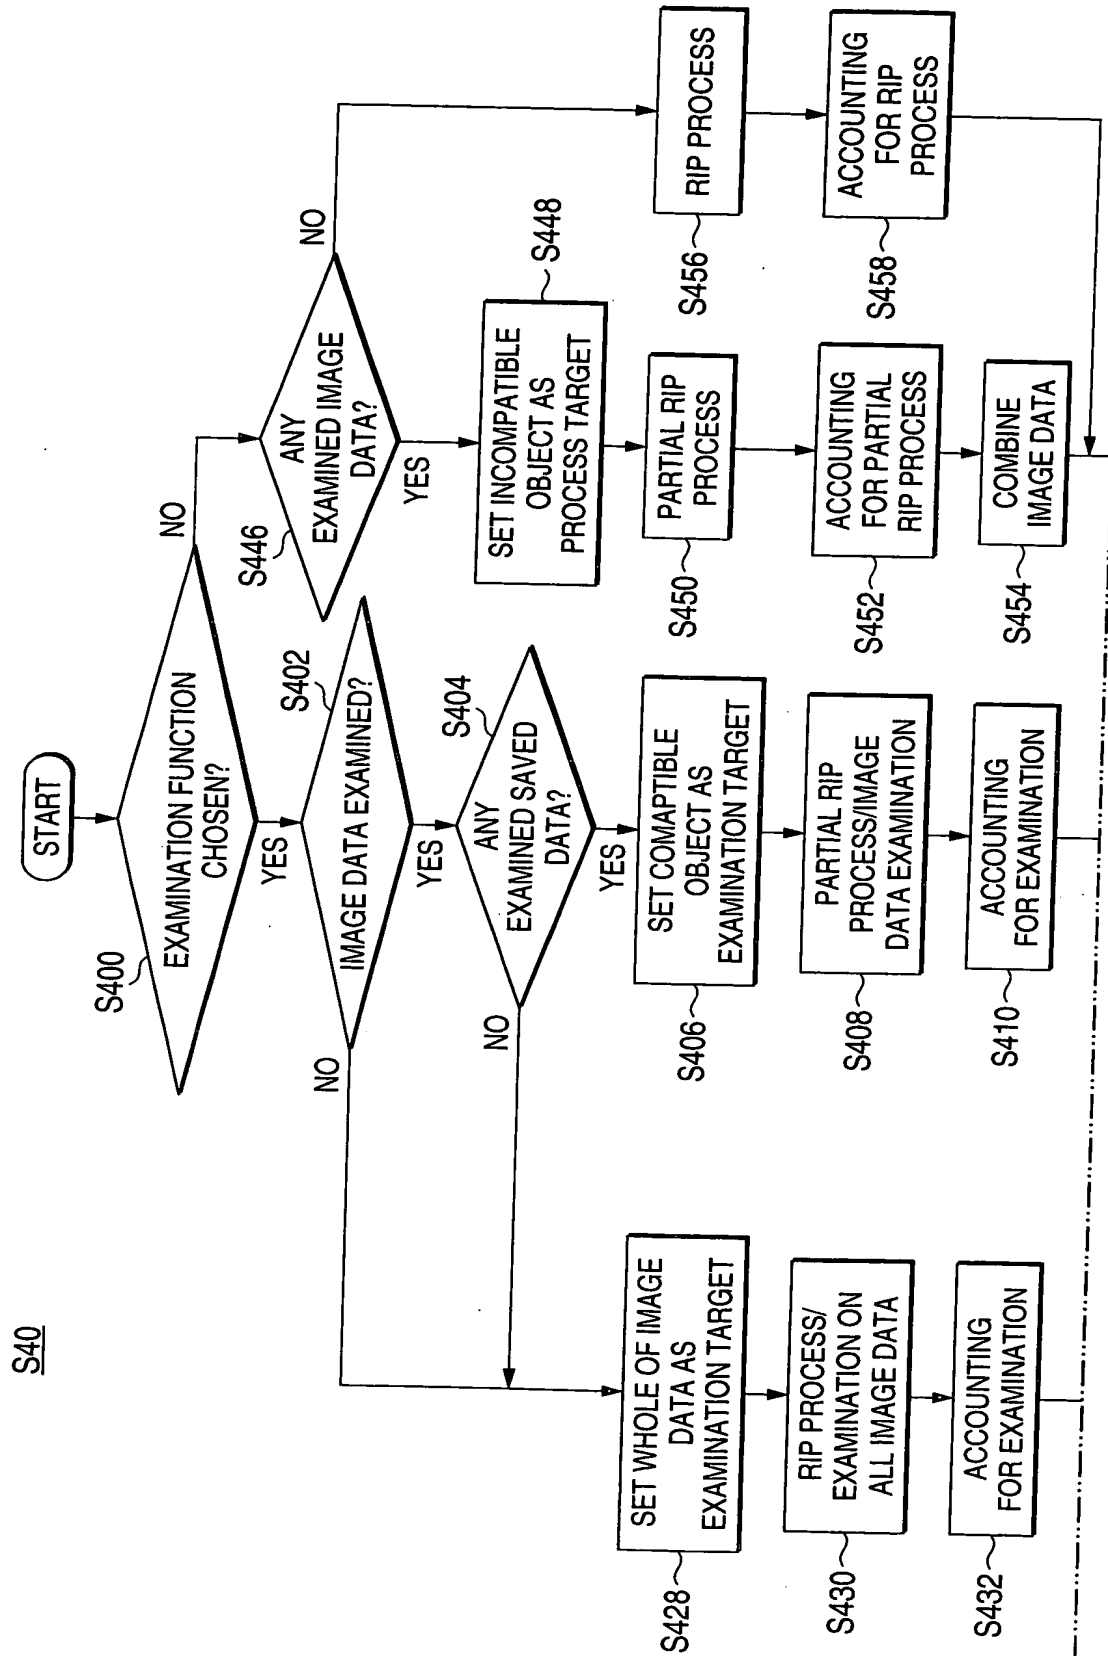 S40
START
S400
EXAMINATION FUNCTION
CHOSEN?
NO
YES
S402
IMAGE DATA EXAMINED?
NO
YES
S404
ANY
EXAMINED SAVED
DATA?
NO
YES
S406
SET COMAPTIBLE
OBJECT AS
EXAMINATION TARGET
S408
PARTIAL RIP
PROCESS/IMAGE
DATA EXAMINATION
S410
ACCOUNTING
FOR EXAMINATION
S428
SET WHOLE OF IMAGE
DATA AS
EXAMINATION TARGET
S430
RIP PROCESS/
EXAMINATION ON
ALL IMAGE DATA
S432
ACCOUNTING
FOR EXAMINATION
S446
ANY
EXAMINED IMAGE
DATA?
NO
YES
S448
SET INCOMPATIBLE
OBJECT AS
PROCESS TARGET
S450
PARTIAL RIP
PROCESS
S452
ACCOUNTING
FOR PARTIAL
RIP PROCESS
S454
COMBINE
IMAGE DATA
S456
RIP PROCESS
S458
ACCOUNTING
FOR RIP
PROCESS